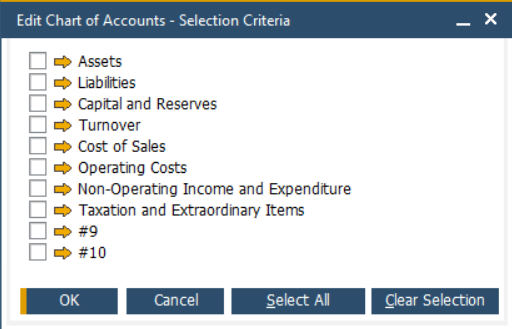 Edit Chart of Accounts - Selection Criteria
Assets
Liabilities
Capital and Reserves
Turnover
Cost of Sales
Operating Costs
Non-Operating Income and Expenditure
Taxation and Extraordinary Items
#9
#10
OK Cancel Select All Clear Selection